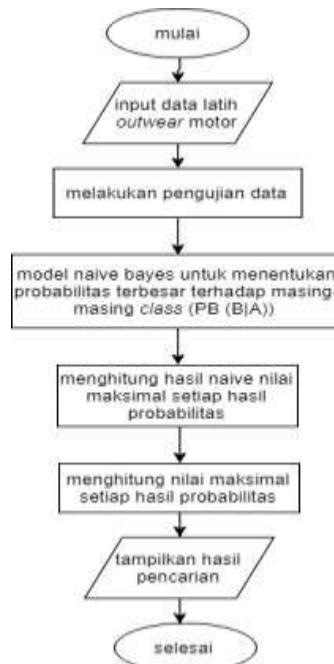 mulai
input data latih
outwear motor
melakukan pengujian data
model naive bayes untuk menentukan
probabilitas terbesar terhadap masing-
masing class (PB (B|A))
menghitung hasil naive nilai
maksimal setiap hasil
probabilitas
menghitung nilai maksimal
setiap hasil probabilitas
tampilkan hasil
pencarian
selesai